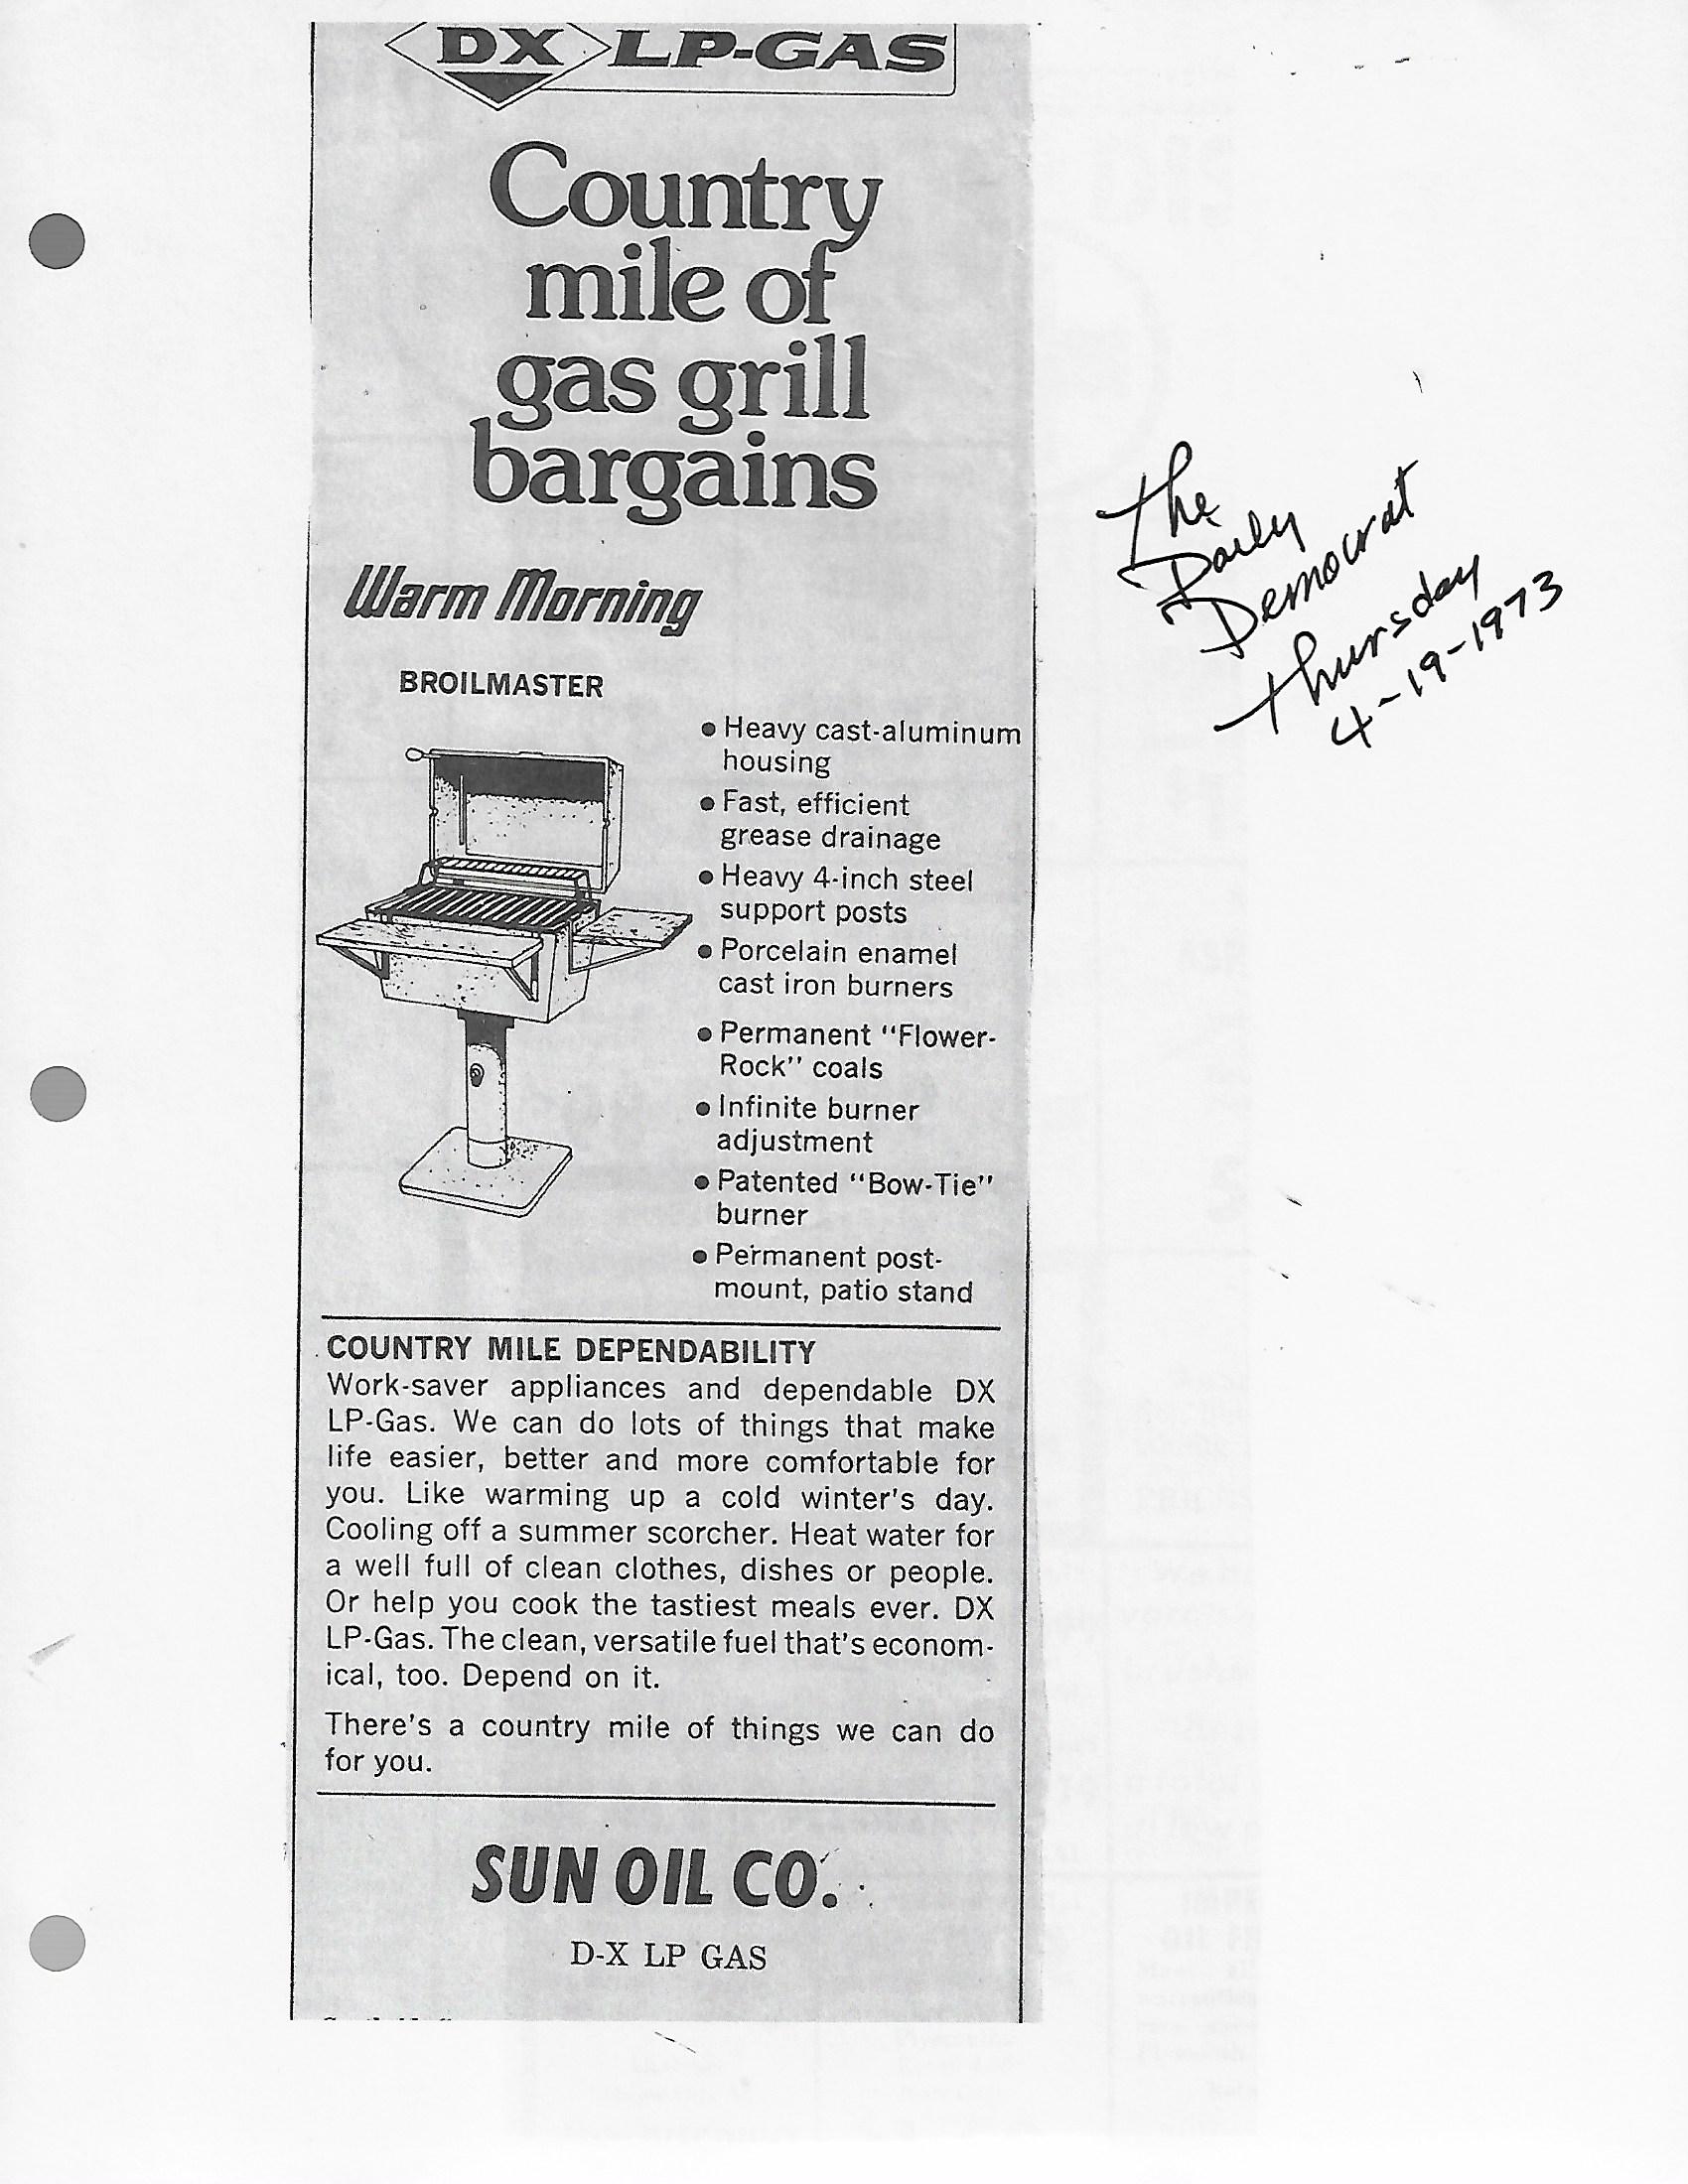 DX LP-GAS
Country
mile of
gas grill
bargains
Warm Morning
BROILMASTER
• Heavy cast-aluminum
housing
• Fast, efficient
grease drainage
• Heavy 4-inch steel
support posts
• Porcelain enamel
cast iron burners
• Permanent "Flower-
Rock" coals
• Infinite burner
adjustment
• Patented "Bow-Tie"
burner
• Permanent post-
mount, patio stand
COUNTRY MILE DEPENDABILITY
Work-saver appliances and dependable DX
LP-Gas. We can do lots of things that make
life easier, better and more comfortable for
you. Like warming up a cold winter's day.
Cooling off a summer scorcher. Heat water for
a well full of clean clothes, dishes or people.
Or help you cook the tastiest meals ever. DX
LP-Gas. The clean, versatile fuel that's econom-
ical, too. Depend on it.
There's a country mile of things we can do
for you.
SUN OIL CO.
D-X LP GAS
The
Daily
Democrat
Thursday
4-19-1973